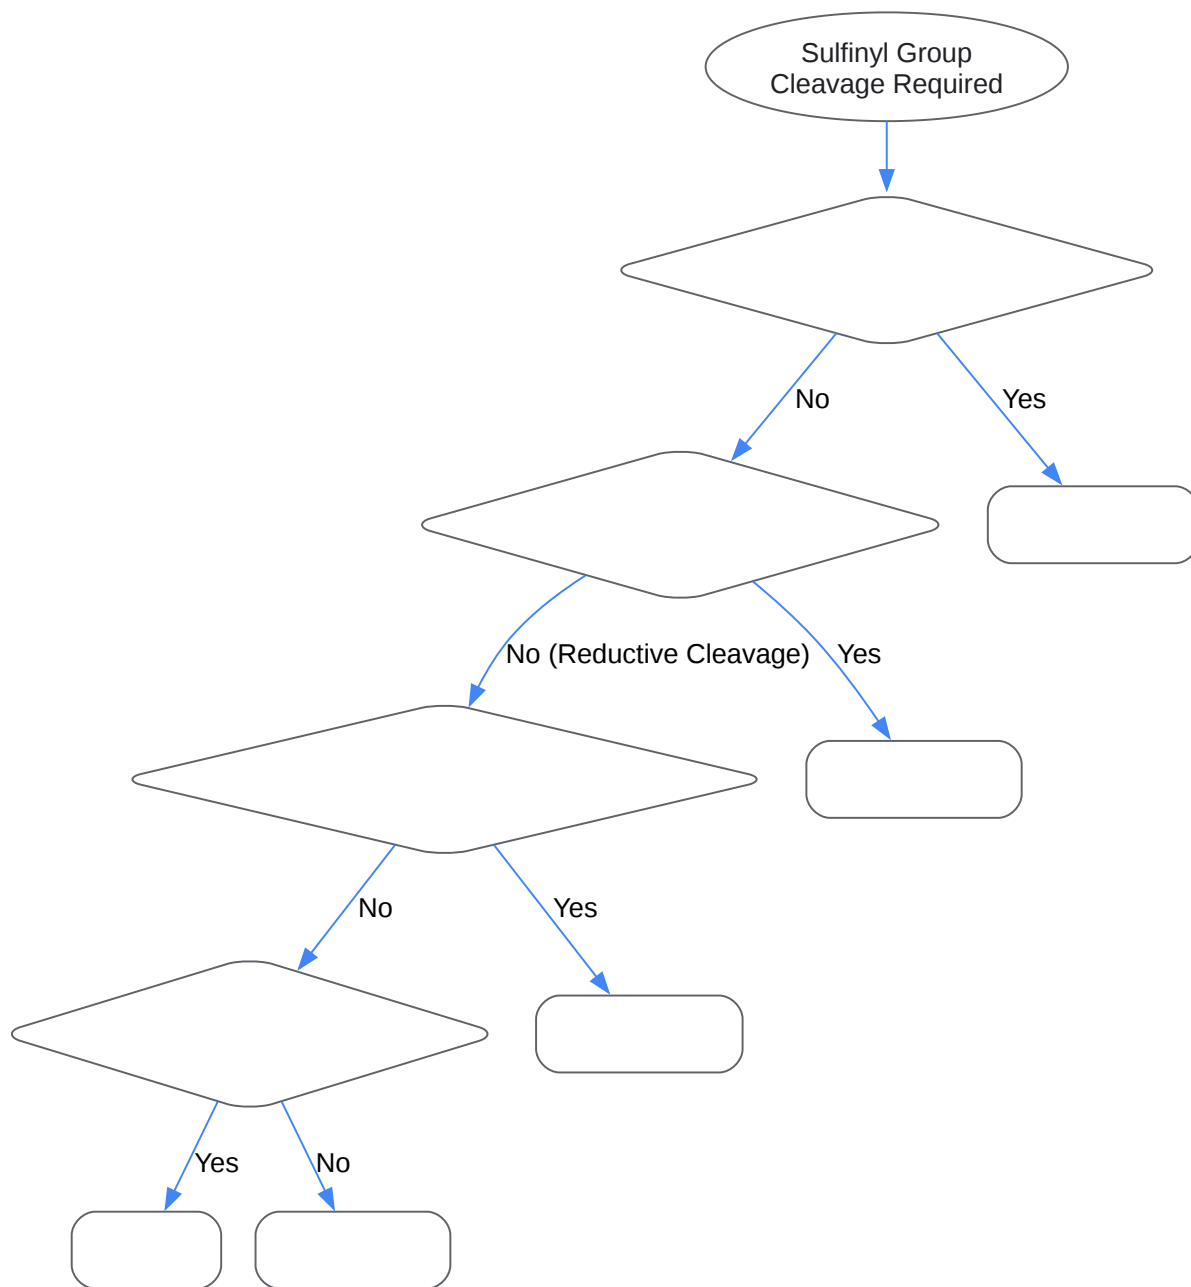 Sulfinyl Group
Cleavage Required
No
Yes
No (Reductive Cleavage)
Yes
No
Yes
Yes
No